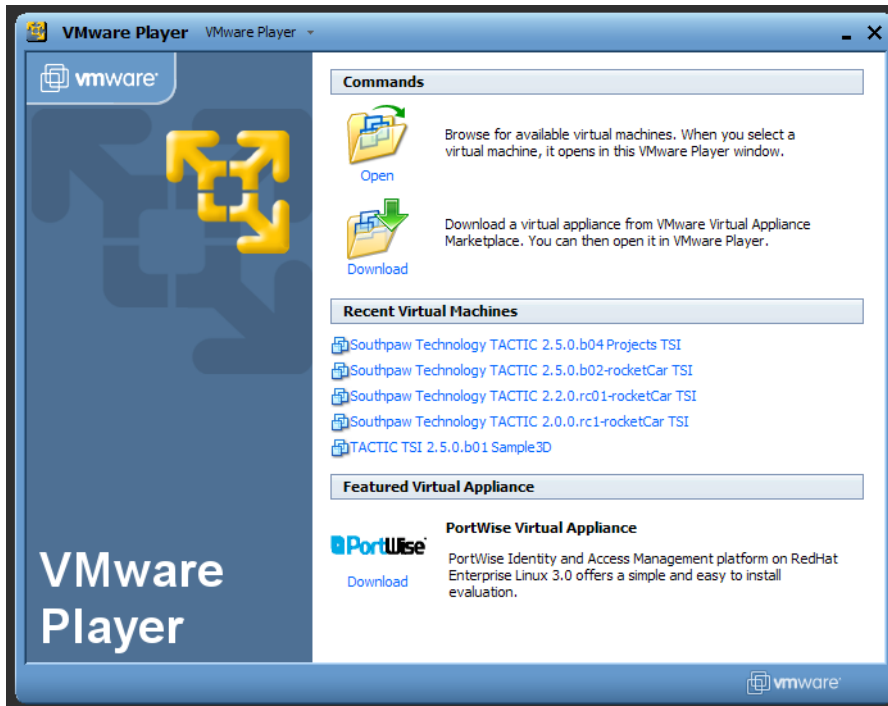 VMware Player VMware Player
vmware
Commands
Browse for available virtual machines. When you select a
virtual machine, it opens in this VMware Player window.
Open
Download a virtual appliance from VMware Virtual Appliance
Marketplace. You can then open it in VMware Player.
Download
Recent Virtual Machines
Southpaw Technology TACTIC 2.5.0.b04 Projects TSI
Southpaw Technology TACTIC 2.5.0.b02-rocketCar TSI
Southpaw Technology TACTIC 2.2.0.rc01-rocketCar TSI
Southpaw Technology TACTIC 2.0.0.rc1-rocketCar TSI
TACTIC TSI 2.5.0.b01 Sample3D
Featured Virtual Appliance
PortWise
Download
PortWise Virtual Appliance
PortWise Identity and Access Management platform on RedHat
Enterprise Linux 3.0 offers a simple and easy to install
evaluation.
VMware
Player
vmware